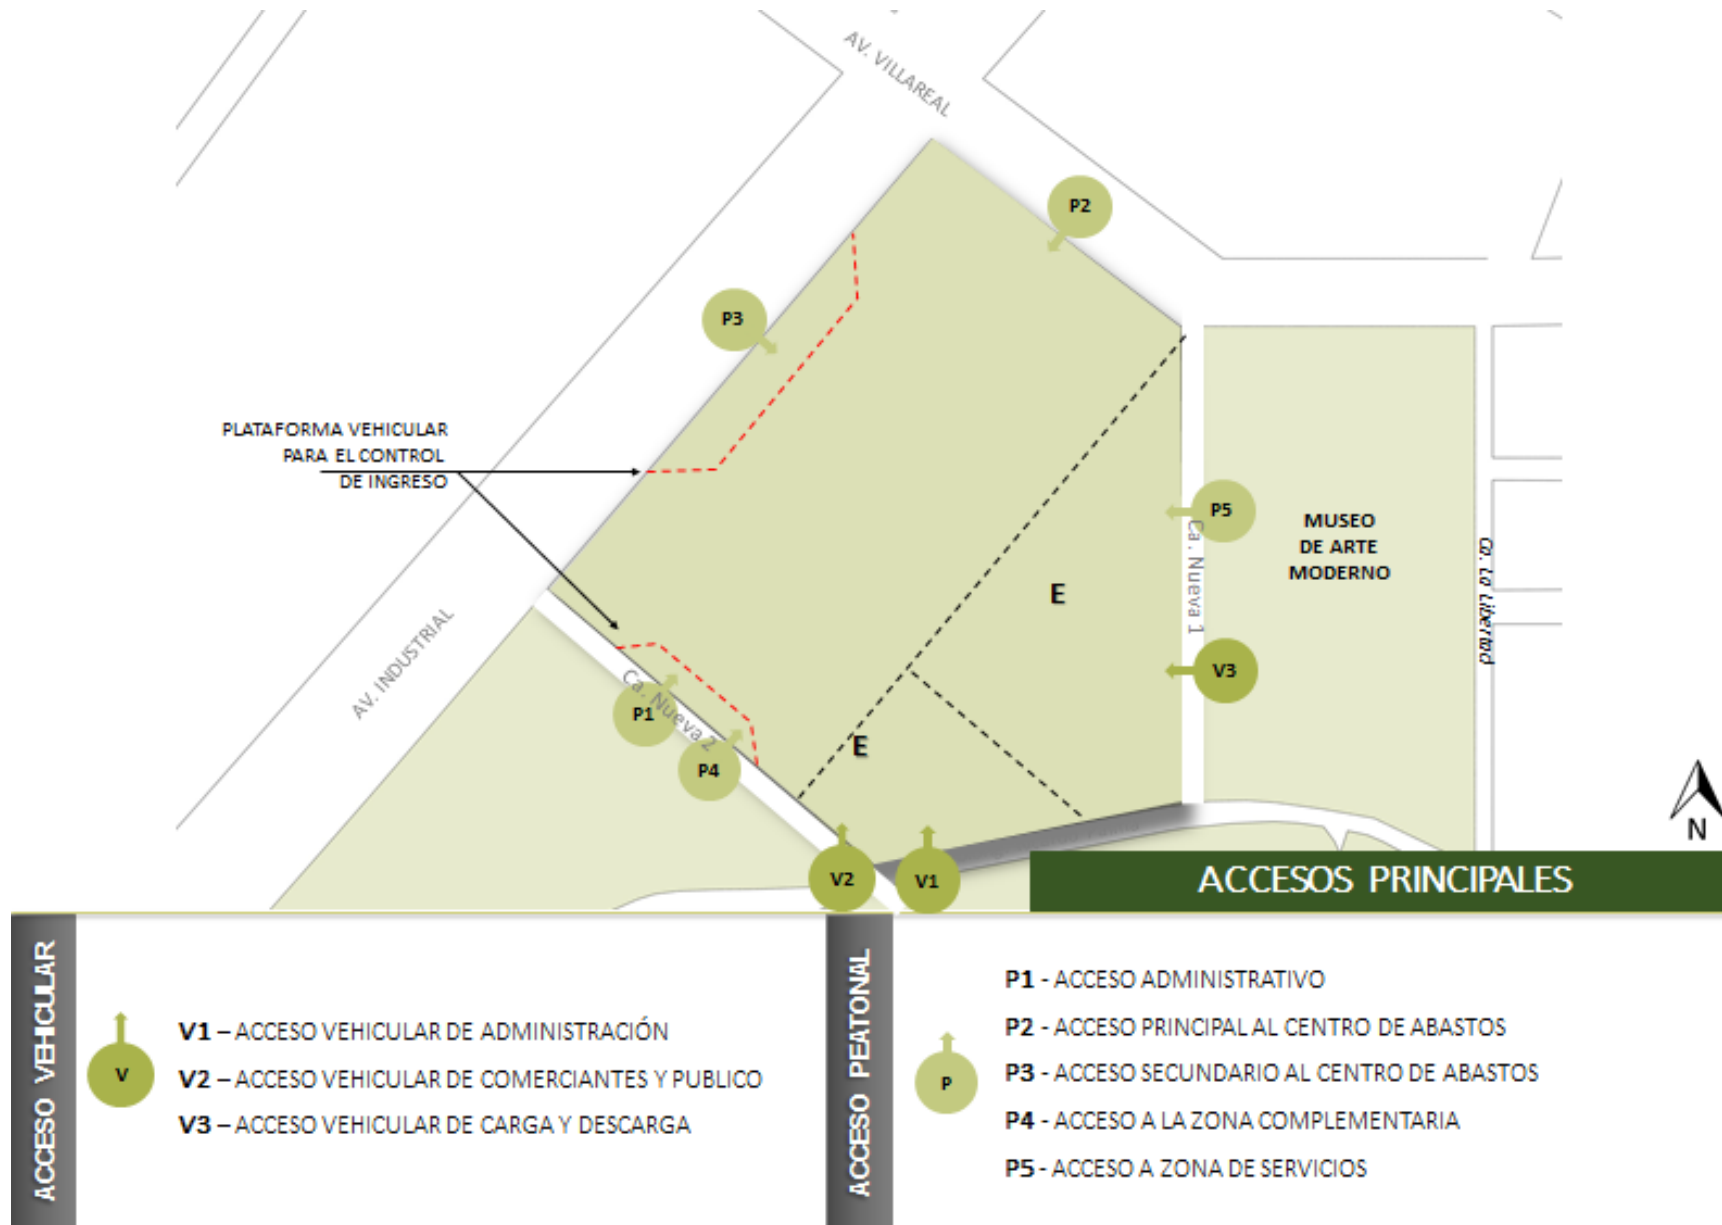 AV. VILLAREAL
P2
P3
PLATAFORMA VEHICULAR
PARA EL CONTROL
DE INGRESO
P5
MUSEO
DE ARTE
MODERNO
Ca. Nueva 1
Ca. La Libertad
E
AV. INDUSTRIAL
V3
Ca. Nueva 2
P1
E
P4
N
V2
V1
ACCESOS PRINCIPALES
ACCESO VEHICULAR
V
V1 – ACCESO VEHICULAR DE ADMINISTRACIÓN
V2 – ACCESO VEHICULAR DE COMERCIANTES Y PUBLICO
V3 – ACCESO VEHICULAR DE CARGA Y DESCARGA
ACCESO PEATONAL
P
P1 - ACCESO ADMINISTRATIVO
P2 - ACCESO PRINCIPAL AL CENTRO DE ABASTOS
P3 - ACCESO SECUNDARIO AL CENTRO DE ABASTOS
P4 - ACCESO A LA ZONA COMPLEMENTARIA
P5 - ACCESO A ZONA DE SERVICIOS